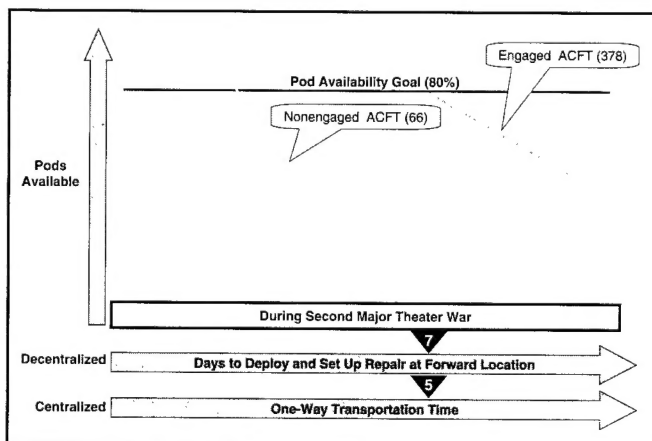 Engaged ACFT (378)
Pod Availability Goal (80%)
Nonengaged ACFT (66)
Pods
Available
During Second Major Theater War
7
Decentralized Days to Deploy and Set Up Repair at Forward Location
5
Centralized One-Way Transportation Time